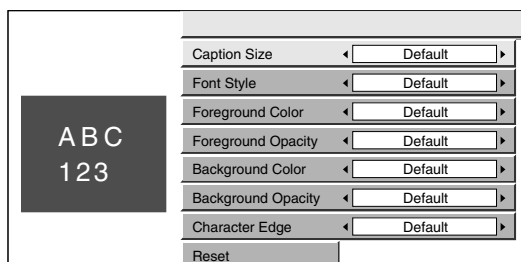 ABC
123
Caption Size Default
Font Style Default
Foreground Color Default
Foreground Opacity Default
Background Color Default
Background Opacity Default
Character Edge Default
Reset